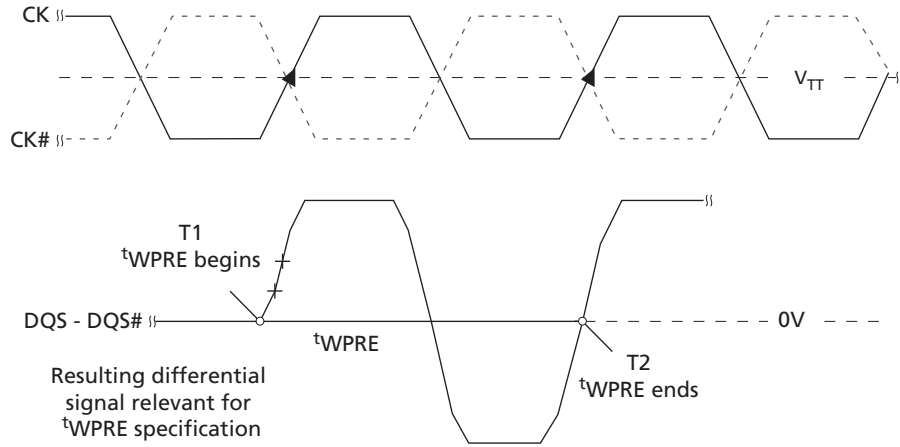 CK
V_TT
CK#
T1
ᵗWPRE begins
DQS - DQS#
0V
ᵗWPRE
T2
ᵗWPRE ends
Resulting differential
signal relevant for
ᵗWPRE specification